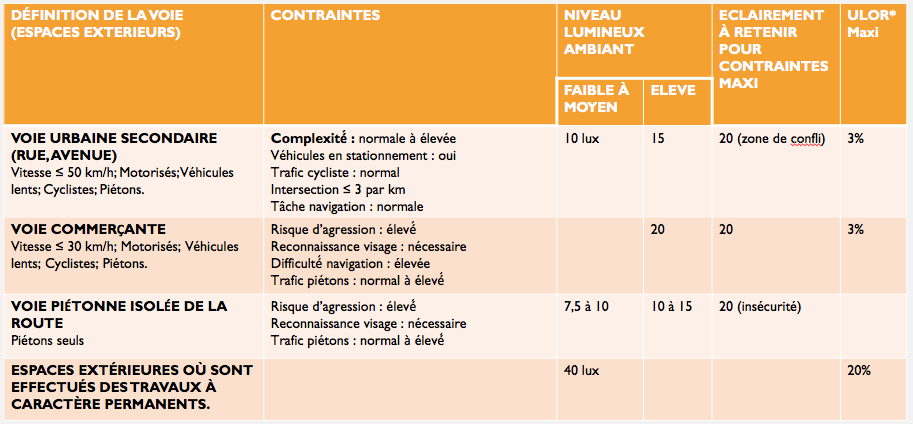 DÉFINITION DE LA VOIE
(ESPACES EXTERIEURS)
CONTRAINTES
NIVEAU
LUMINEUX
AMBIANT
ECLAIREMENT
À RETENIR
POUR
CONTRAINTES
MAXI
ULOR*
Maxi
FAIBLE À
MOYEN
ELEVE
VOIE URBAINE SECONDAIRE
(RUE, AVENUE)
Vitesse ≤ 50 km/h; Motorisés; Véhicules
lents; Cyclistes; Piétons.
Complexité : normale à élevée
Véhicules en stationnement : oui
Trafic cycliste : normal
Intersection ≤ 3 par km
Tâche navigation : normale
10 lux
15
20 (zone de confli)
3%
VOIE COMMERÇANTE
Vitesse ≤ 30 km/h; Motorisés; Véhicules
lents; Cyclistes; Piétons.
Risque d’agression : élevé
Reconnaissance visage : nécessaire
Difficulté navigation : élevée
Trafic piétons : normal à élevé
20
20
3%
VOIE PIÉTONNE ISOLÉE DE LA
ROUTE
Piétons seuls
Risque d’agression : élevé
Reconnaissance visage : nécessaire
Trafic piétons : normal à élevé
7,5 à 10
10 à 15
20 (insécurité)
ESPACES EXTÉRIEURES OÙ SONT
EFFECTUÉS DES TRAVAUX À
CARACTÈRE PERMANENTS.
40 lux
20%